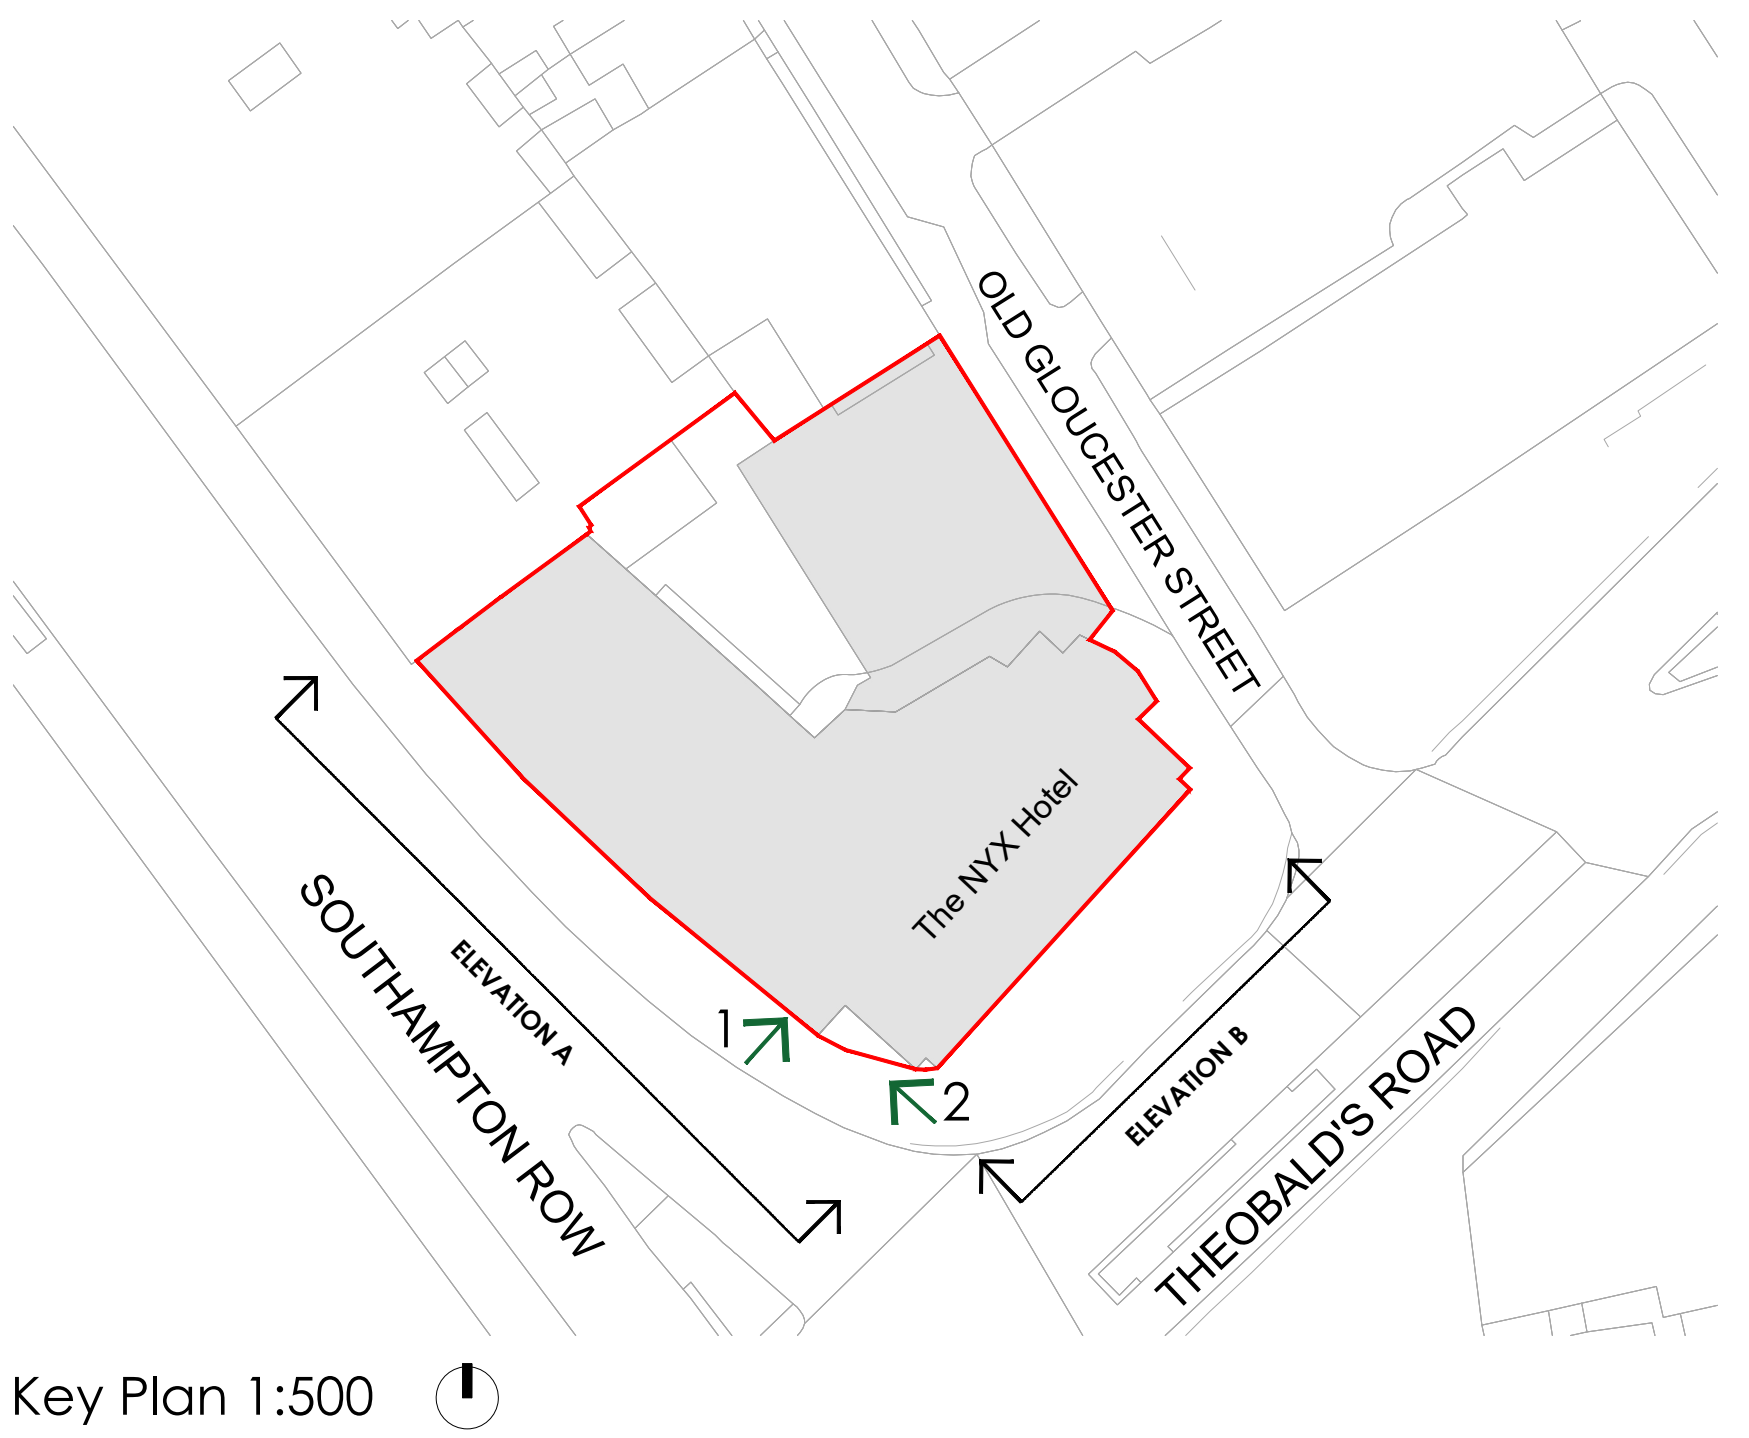 OLD GLOUCESTER STREET
The NYX Hotel
SOUTHAMPTON ROW
ELEVATION A
1
2
ELEVATION B
THEOBALD'S ROAD
Key Plan 1:500